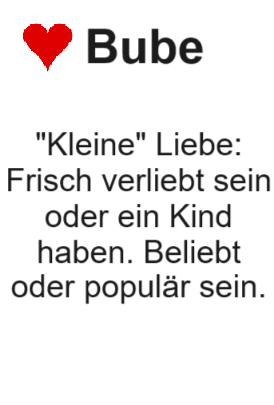 Bube
"Kleine" Liebe:
Frisch verliebt sein
oder ein Kind
haben. Beliebt
oder populär sein.